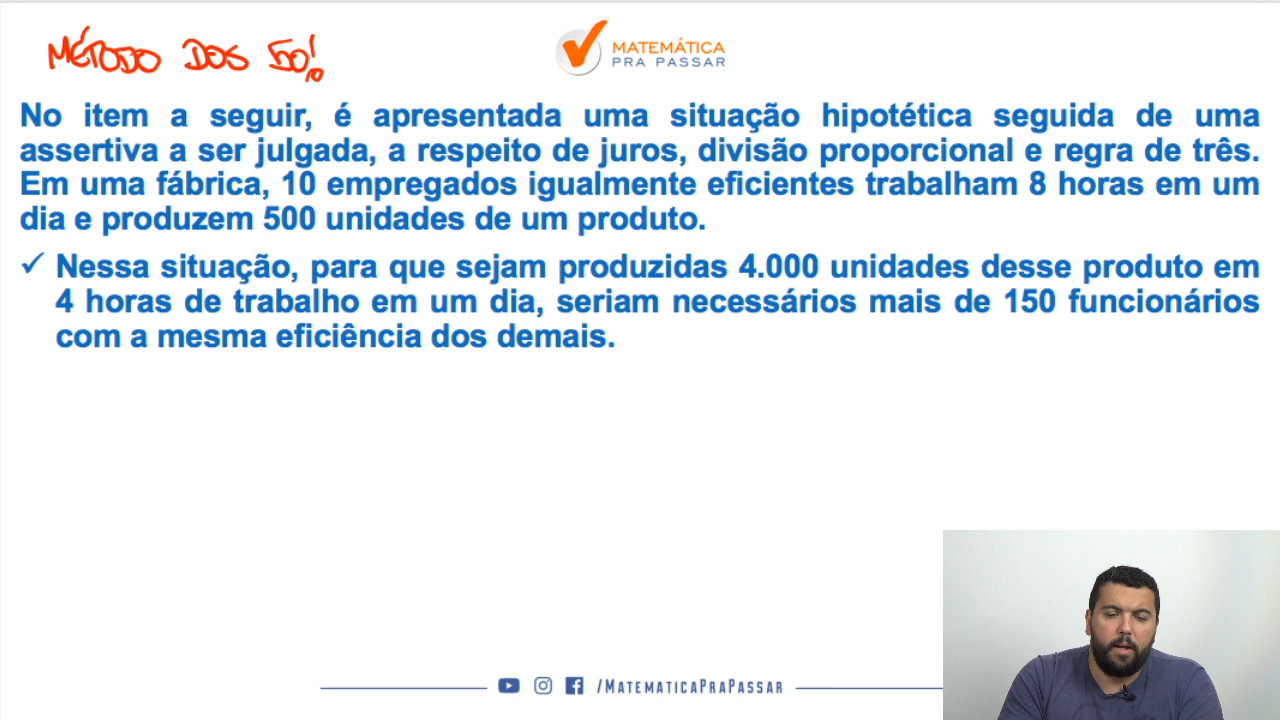 MÉTODO DOS 50!
MATEMÁTICA
PRA PASSAR
No item a seguir, é apresentada uma situação hipotética seguida de uma
assertiva a ser julgada, a respeito de juros, divisão proporcional e regra de três.
Em uma fábrica, 10 empregados igualmente eficientes trabalham 8 horas em um
dia e produzem 500 unidades de um produto.
✓ Nessa situação, para que sejam produzidas 4.000 unidades desse produto em
4 horas de trabalho em um dia, seriam necessários mais de 150 funcionários
com a mesma eficiência dos demais.
/MATEMATICAPRAPASSAR